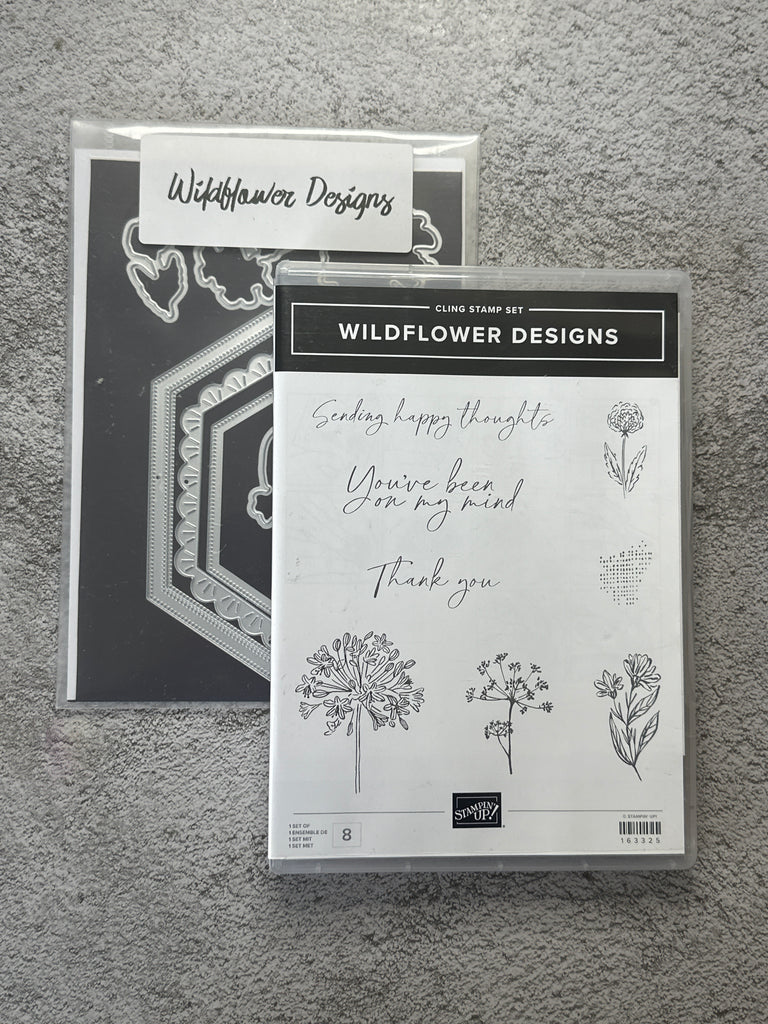 Wildflower Designs
CLING STAMP SET
WILDFLOWER DESIGNS
Sending happy thoughts
You've been
on my mind
Thank you
STAMPIN'
UP!
1 SET OF
1 ENSEMBLE DE
1 SET MIT
1 SET MET
8
© STAMPIN' UP!
163325